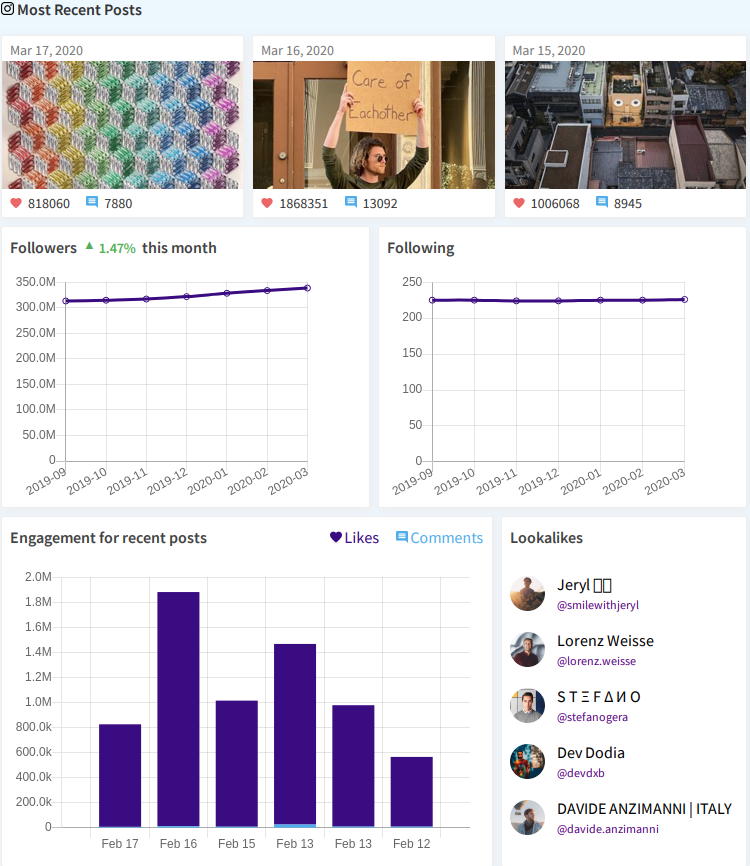 Most Recent Posts
Mar 17, 2020
Mar 16, 2020
Mar 15, 2020
Care of
Eachother
818060 7880
1868351 13092
1006068 8945
Followers 1.47% this month
350.0M
300.0M
250.0M
200.0M
150.0M
100.0M
50.0M
0
2019-09 2019-10 2019-11 2019-12 2020-01 2020-02 2020-03
Following
250
200
150
100
50
0
2019-09 2019-10 2019-11 2019-12 2020-01 2020-02 2020-03
Engagement for recent posts Likes Comments
2.0M
1.8M
1.6M
1.4M
1.2M
1.0M
800.0k
600.0k
400.0k
200.0k
0
Feb 17 Feb 16 Feb 15 Feb 13 Feb 13 Feb 12
Lookalikes
Jeryl
@smilewithjeryl
Lorenz Weisse
@lorenz.weisse
S T Ξ F Δ И O
@stefanogera
Dev Dodia
@devdxb
DAVIDE ANZIMANNI | ITALY
@davide.anzimanni